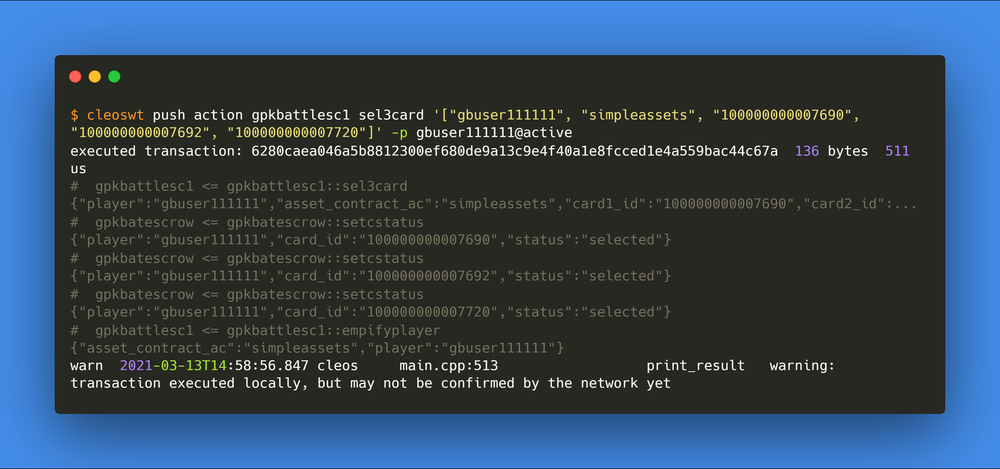 $ cleoswt push action gpkbattlesc1 sel3card '["gbuser111111", "simpleassets", "100000000007690",
"100000000007692", "100000000007720"]' -p gbuser111111@active
executed transaction: 6280caea046a5b8812300ef680de9a13c9e4f40a1e8fcced1e4a559bac44c67a  136 bytes  511
us
#  gpkbattlesc1 <= gpkbattlesc1::sel3card
{"player":"gbuser111111","asset_contract_ac":"simpleassets","card1_id":"100000000007690","card2_id":...
#  gpkbatescrow <= gpkbatescrow::setcstatus
{"player":"gbuser111111","card_id":"100000000007690","status":"selected"}
#  gpkbatescrow <= gpkbatescrow::setcstatus
{"player":"gbuser111111","card_id":"100000000007692","status":"selected"}
#  gpkbatescrow <= gpkbatescrow::setcstatus
{"player":"gbuser111111","card_id":"100000000007720","status":"selected"}
#  gpkbattlesc1 <= gpkbattlesc1::empifyplayer
{"asset_contract_ac":"simpleassets","player":"gbuser111111"}
warn  2021-03-13T14:58:56.847 cleos     main.cpp:513                  print_result   warning:
transaction executed locally, but may not be confirmed by the network yet